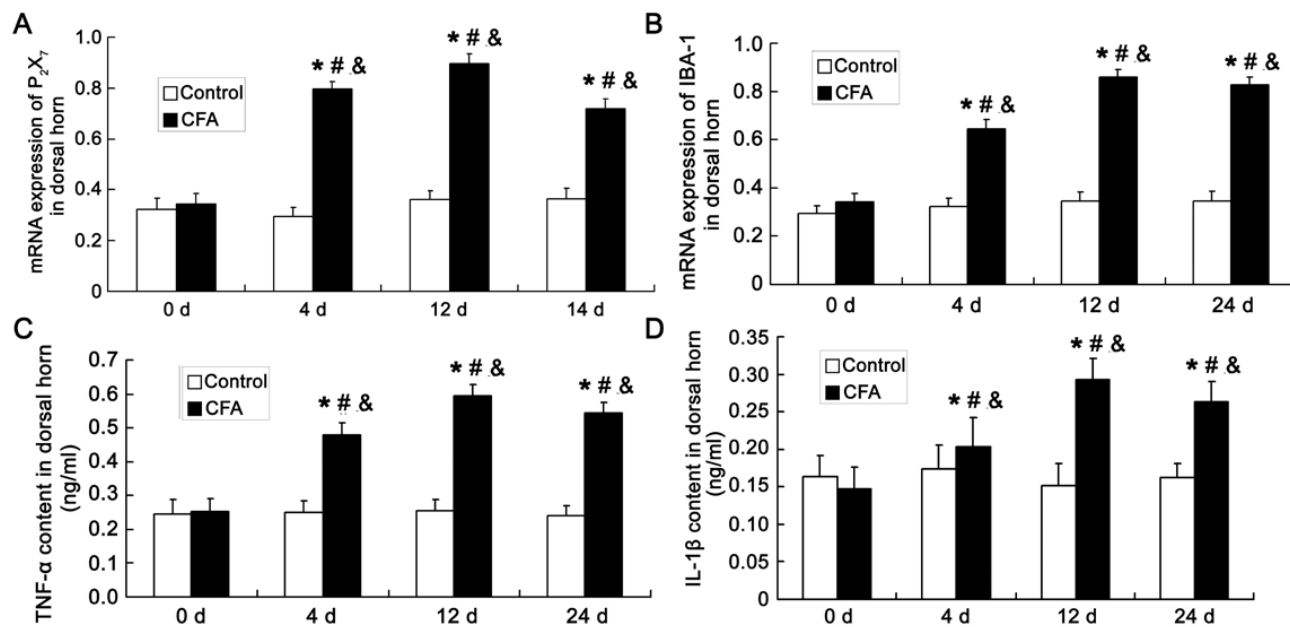 A
mRNA expression of P₂X₇
in dorsal horn
1.0
0.8
0.6
0.4
0.2
0
Control
CFA
* # &
* # &
* # &
0 d
4 d
12 d
14 d
B
mRNA expression of IBA-1
in dorsal horn
1.0
0.8
0.6
0.4
0.2
0
Control
CFA
* # &
* # &
* # &
0 d
4 d
12 d
24 d
C
TNF-α content in dorsal horn
(ng/ml)
0.7
0.6
0.5
0.4
0.3
0.2
0.1
0.0
Control
CFA
* # &
* # &
* # &
0 d
4 d
12 d
24 d
D
IL-1β content in dorsal horn
(ng/ml)
0.35
0.30
0.25
0.20
0.15
0.10
0.05
0
Control
CFA
* # &
* # &
* # &
0 d
4 d
12 d
24 d